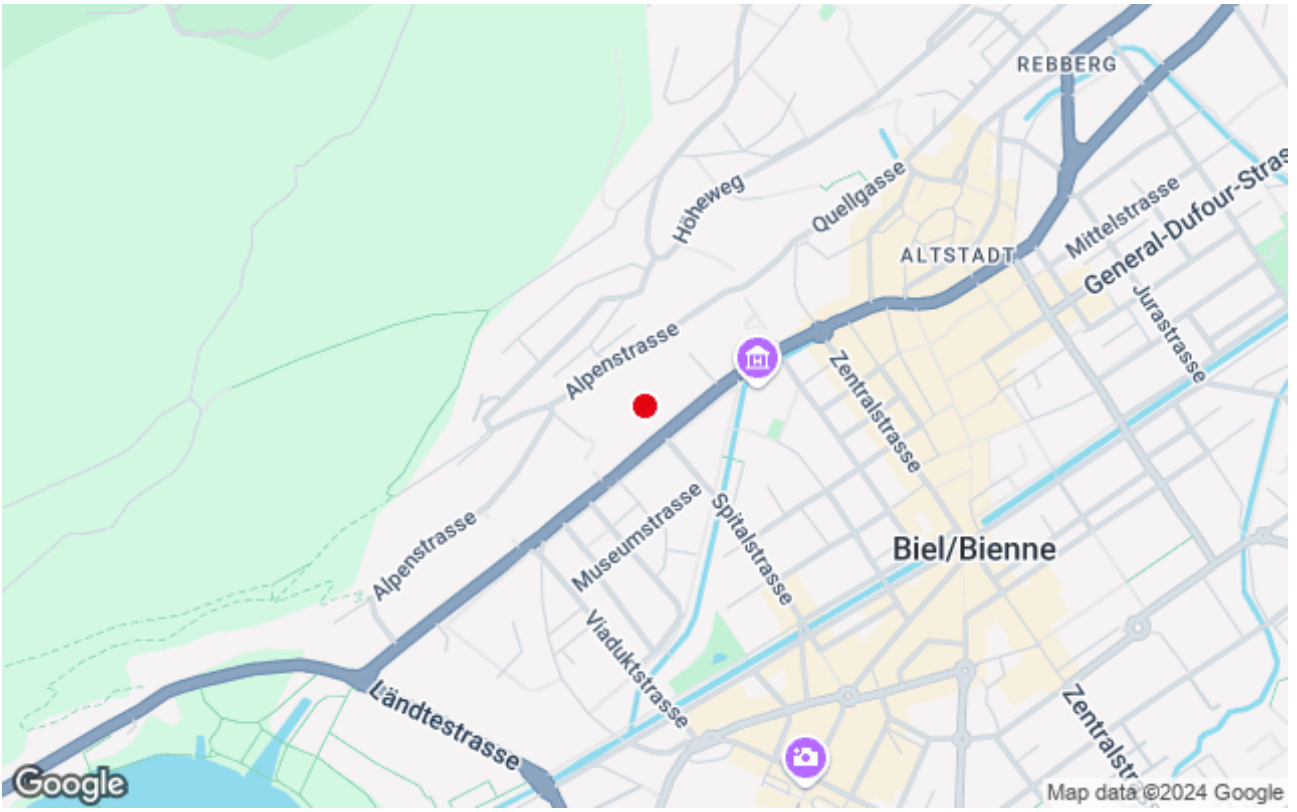 REBBERG
Höheweg
Quellgasse
Mittelstrasse
General-Dufour-Stras
ALTSTADT
Jurastrasse
Alpenstrasse
Zentralstrasse
Museumstrasse
Spitalstrasse
Alpenstrasse
Biel/Bienne
Viaduktstrasse
Ländtestrasse
Zentralstr
Google
Map data ©2024 Google